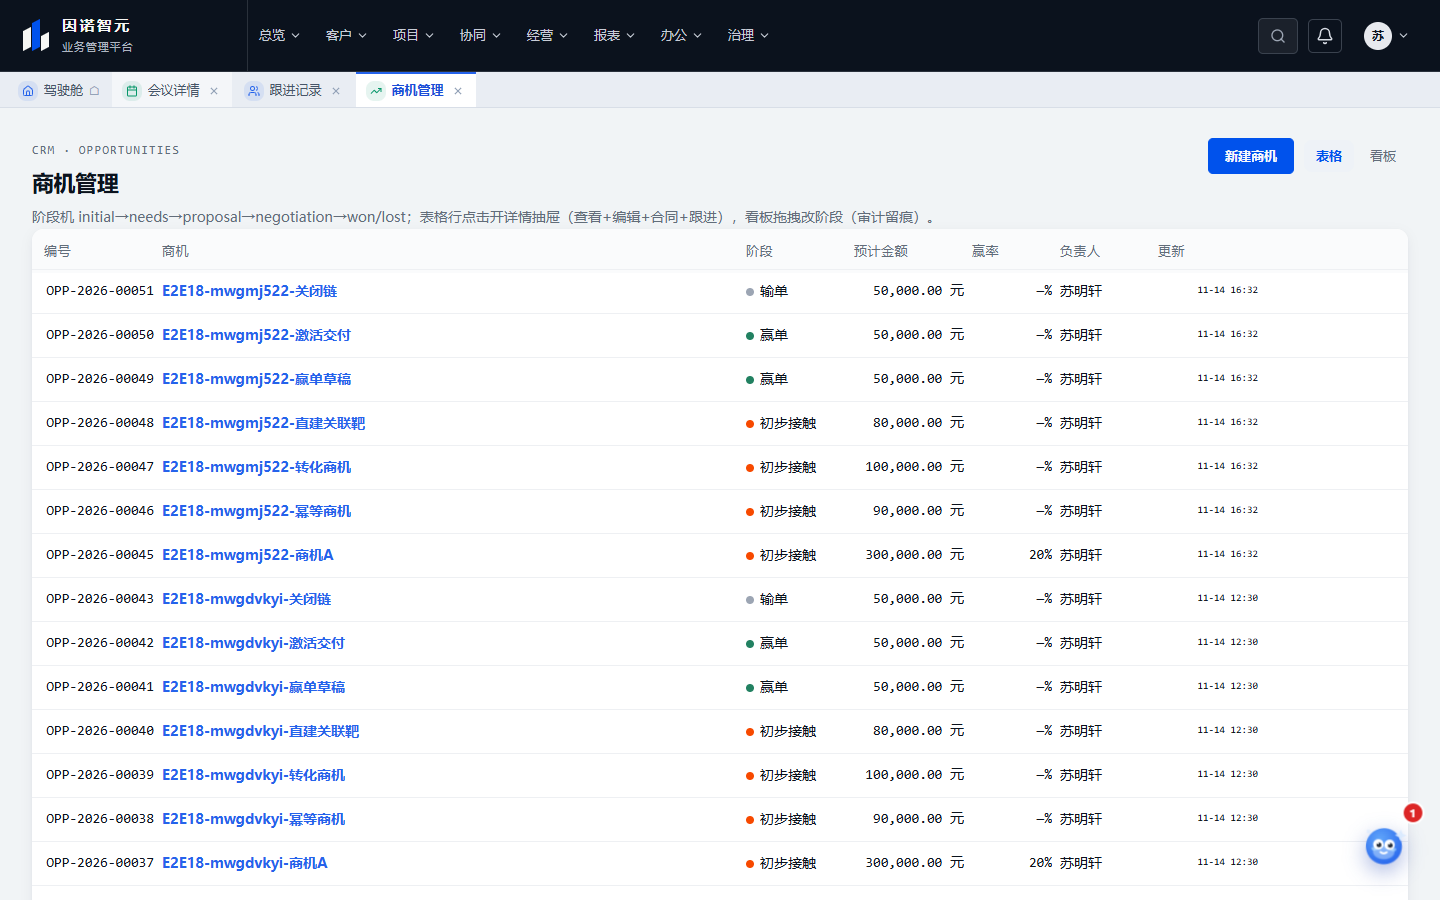 因诺智元
业务管理平台
总览 客户 项目 协同 经营 报表 办公 治理
苏
驾驶舱 会议详情 跟进记录 商机管理
CRM · OPPORTUNITIES
商机管理
新建商机 表格 看板
阶段机 initial→needs→proposal→negotiation→won/lost；表格行点击开详情抽屉（查看+编辑+合同+跟进），看板拖拽改阶段（审计留痕）。
编号 商机 阶段 预计金额 赢率 负责人 更新
OPP-2026-00051 E2E18-mwgmj522-关闭链 输单 50,000.00 元 —% 苏明轩 11-14 16:32
OPP-2026-00050 E2E18-mwgmj522-激活交付 赢单 50,000.00 元 —% 苏明轩 11-14 16:32
OPP-2026-00049 E2E18-mwgmj522-赢单草稿 赢单 50,000.00 元 —% 苏明轩 11-14 16:32
OPP-2026-00048 E2E18-mwgmj522-直建关联靶 初步接触 80,000.00 元 —% 苏明轩 11-14 16:32
OPP-2026-00047 E2E18-mwgmj522-转化商机 初步接触 100,000.00 元 —% 苏明轩 11-14 16:32
OPP-2026-00046 E2E18-mwgmj522-幂等商机 初步接触 90,000.00 元 —% 苏明轩 11-14 16:32
OPP-2026-00045 E2E18-mwgmj522-商机A 初步接触 300,000.00 元 20% 苏明轩 11-14 16:32
OPP-2026-00043 E2E18-mwgdvkyi-关闭链 输单 50,000.00 元 —% 苏明轩 11-14 12:30
OPP-2026-00042 E2E18-mwgdvkyi-激活交付 赢单 50,000.00 元 —% 苏明轩 11-14 12:30
OPP-2026-00041 E2E18-mwgdvkyi-赢单草稿 赢单 50,000.00 元 —% 苏明轩 11-14 12:30
OPP-2026-00040 E2E18-mwgdvkyi-直建关联靶 初步接触 80,000.00 元 —% 苏明轩 11-14 12:30
OPP-2026-00039 E2E18-mwgdvkyi-转化商机 初步接触 100,000.00 元 —% 苏明轩 11-14 12:30
OPP-2026-00038 E2E18-mwgdvkyi-幂等商机 初步接触 90,000.00 元 —% 苏明轩 11-14 12:30
OPP-2026-00037 E2E18-mwgdvkyi-商机A 初步接触 300,000.00 元 20% 苏明轩 11-14 12:30
1